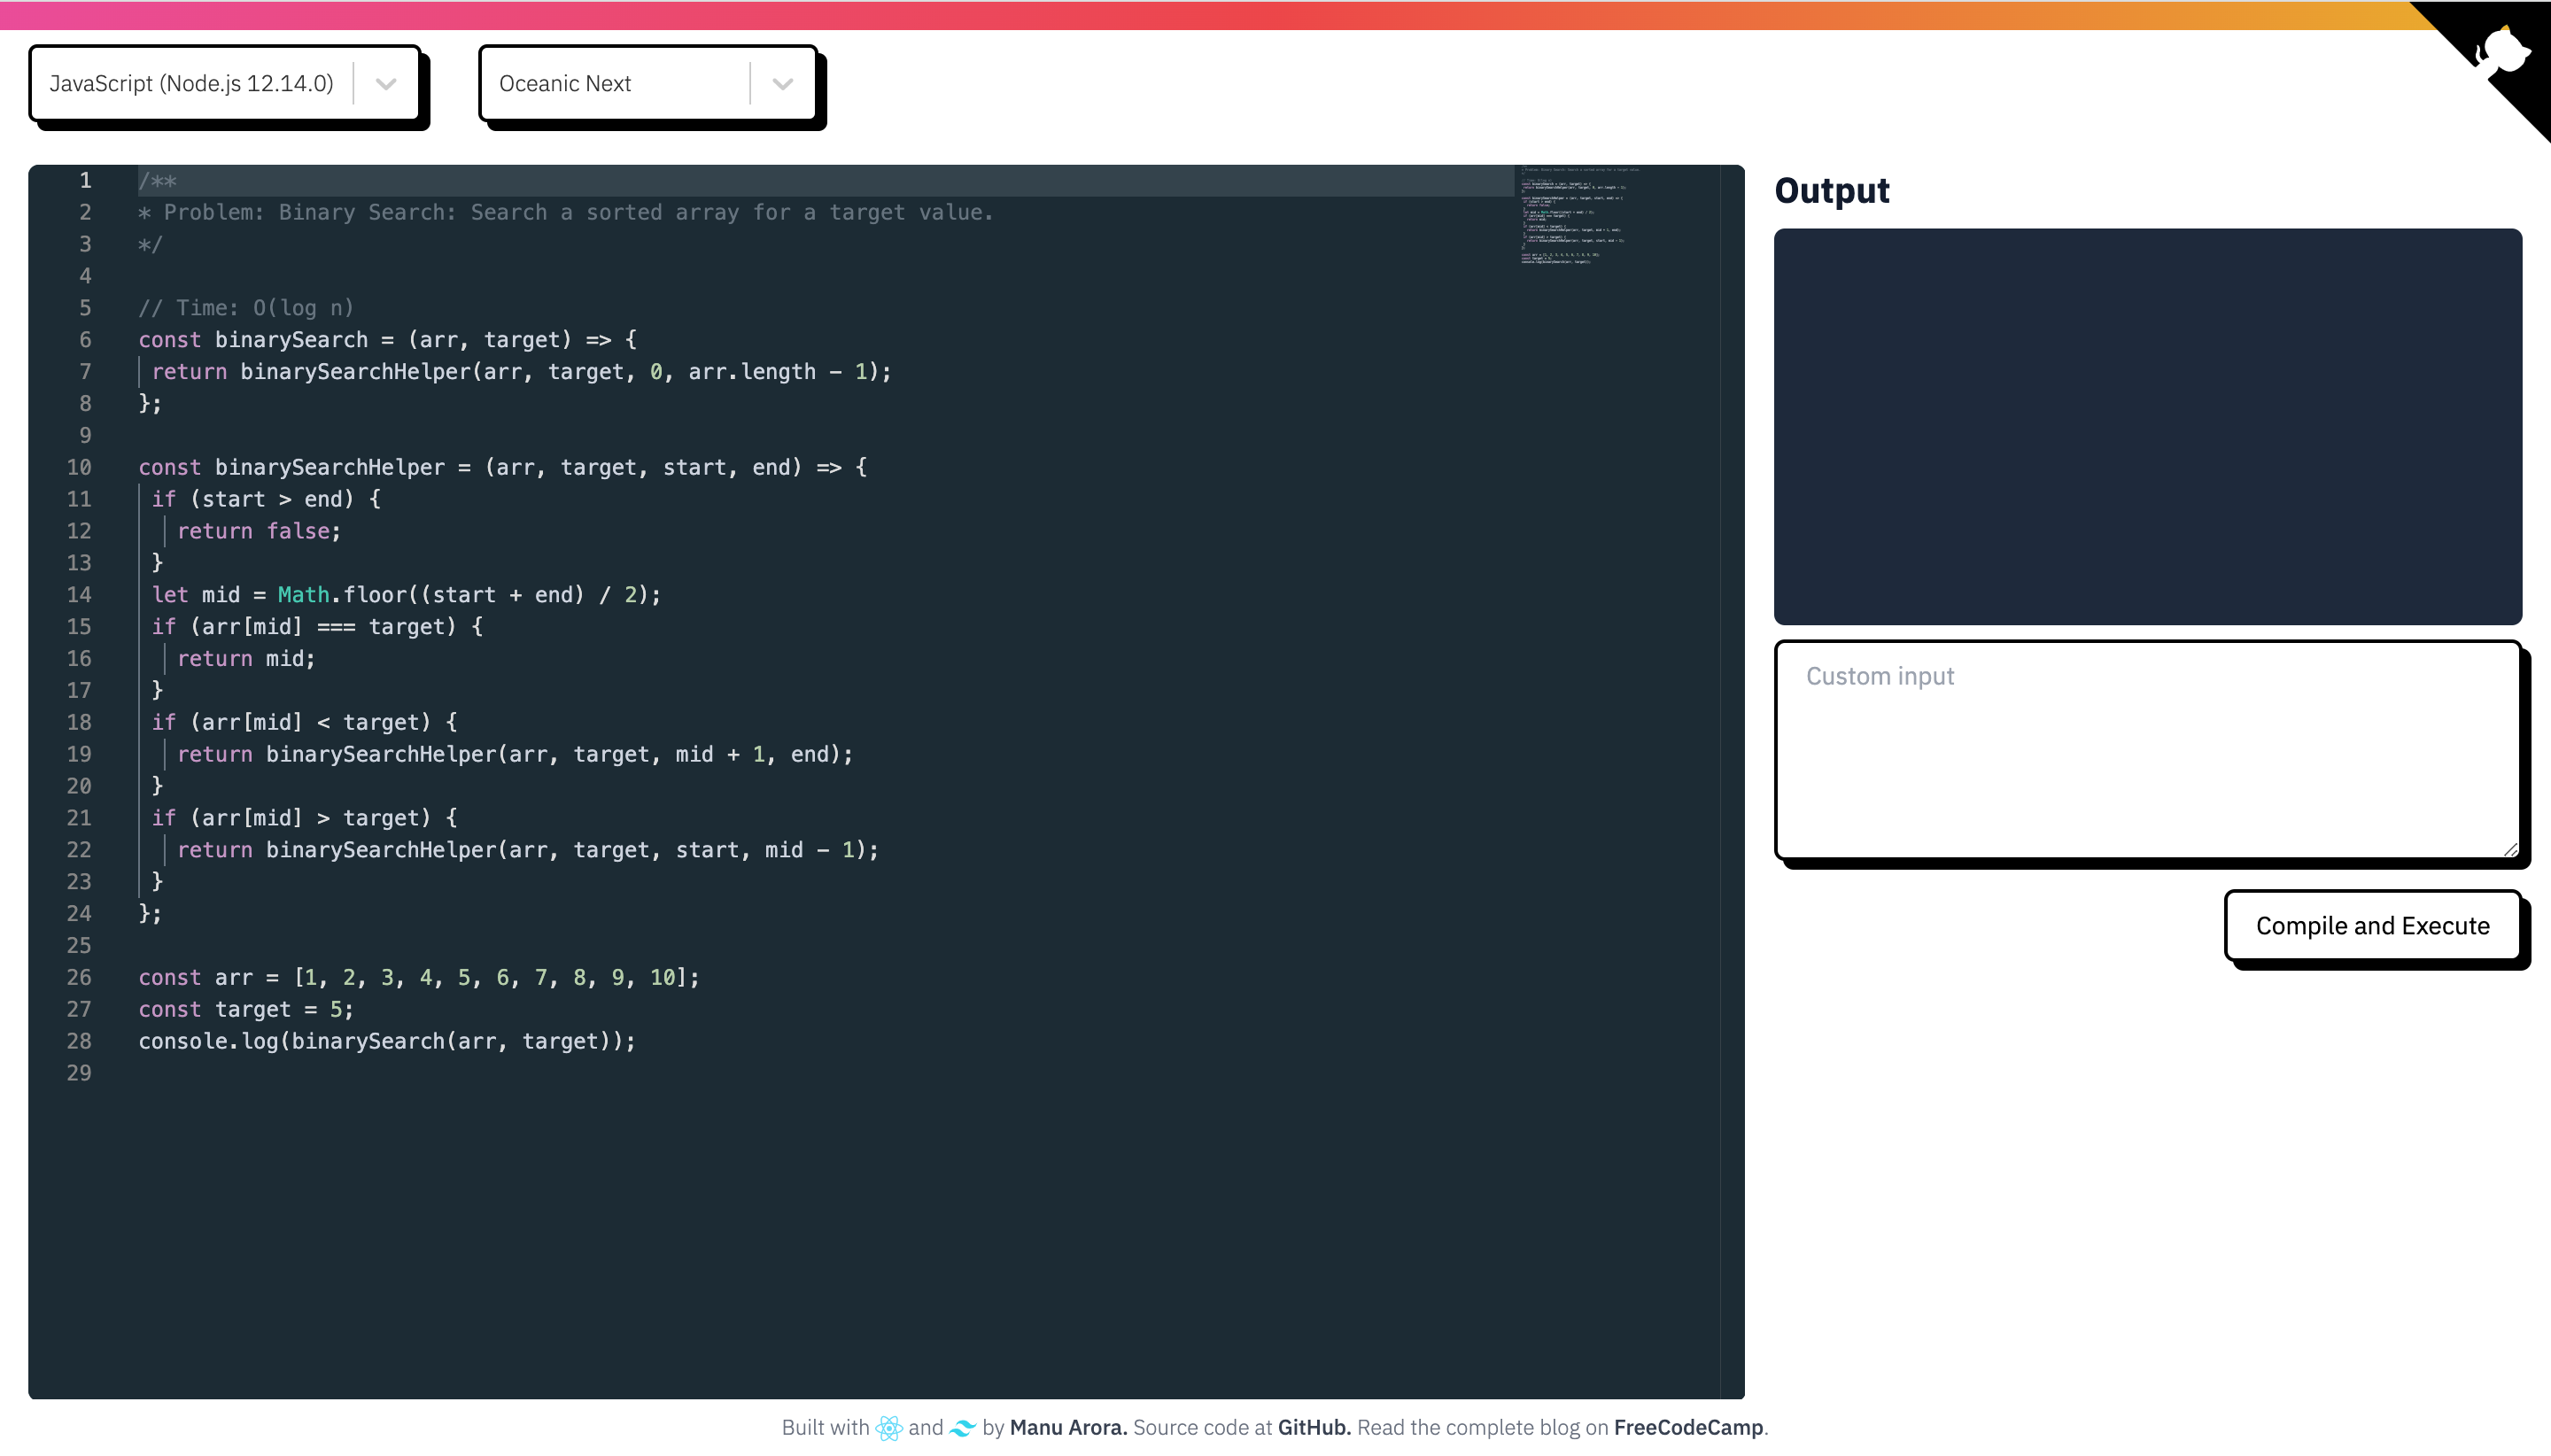 JavaScript (Node.js 12.14.0)
Oceanic Next
1 /**
2 * Problem: Binary Search: Search a sorted array for a target value.
3 */
4
5 // Time: O(log n)
6 const binarySearch = (arr, target) => {
7 return binarySearchHelper(arr, target, 0, arr.length - 1);
8 };
9
10 const binarySearchHelper = (arr, target, start, end) => {
11 if (start > end) {
12 return false;
13 }
14 let mid = Math.floor((start + end) / 2);
15 if (arr[mid] === target) {
16 return mid;
17 }
18 if (arr[mid] < target) {
19 return binarySearchHelper(arr, target, mid + 1, end);
20 }
21 if (arr[mid] > target) {
22 return binarySearchHelper(arr, target, start, mid - 1);
23 }
24 };
25
26 const arr = [1, 2, 3, 4, 5, 6, 7, 8, 9, 10];
27 const target = 5;
28 console.log(binarySearch(arr, target));
29
Output
Custom input
Compile and Execute
Built with and by Manu Arora. Source code at GitHub. Read the complete blog on FreeCodeCamp.